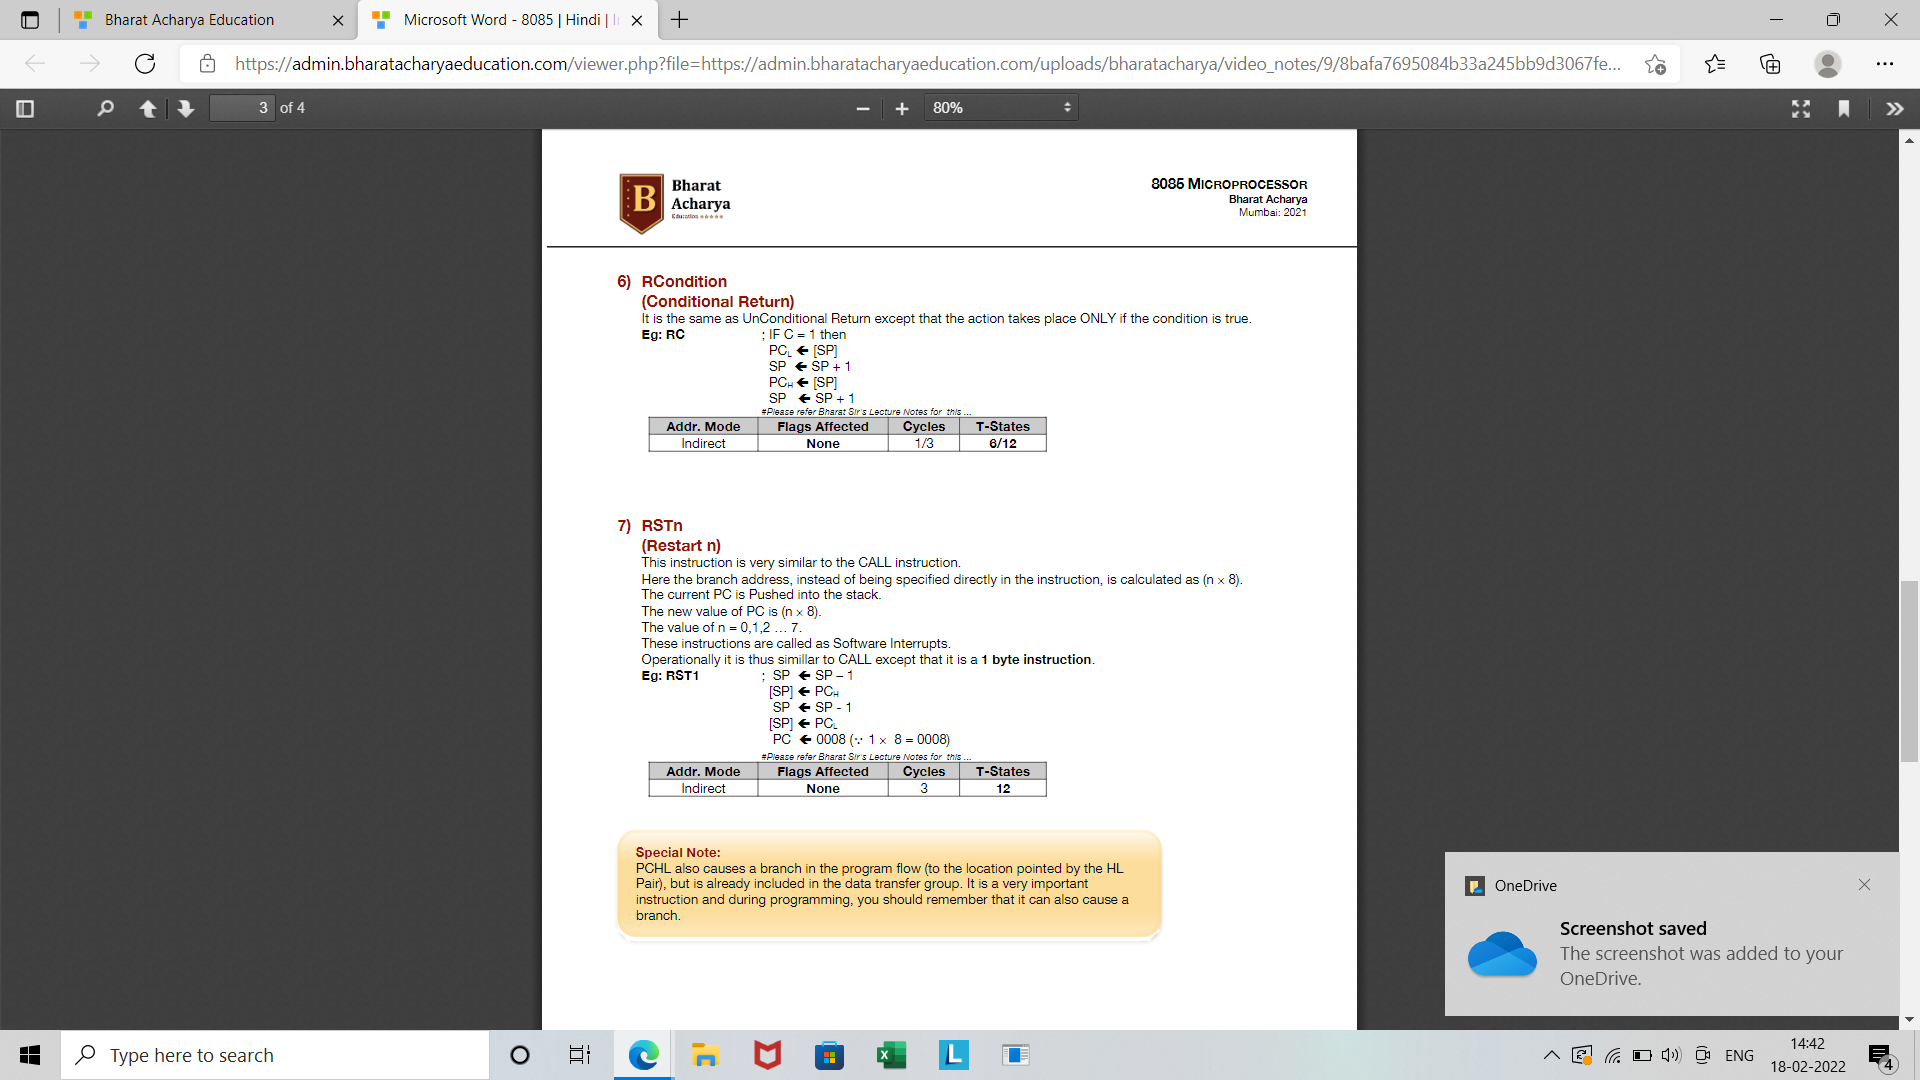 Bharat Acharya Education
Microsoft Word - 8085 | Hindi |
https://admin.bharatacharyaeducation.com/viewer.php?file=https://admin.bharatacharyaeducation.com/uploads/bharatacharya/video_notes/9/8bafa7695084b33a245bb9d3067fe...
3 of 4
80%
B
Bharat
Acharya
Education
8085 MICROPROCESSOR
Bharat Acharya
Mumbai: 2021
6) RCondition
(Conditional Return)
It is the same as UnConditional Return except that the action takes place ONLY if the condition is true.
Eg: RC ; IF C = 1 then
PCL 🡨 [SP]
SP 🡨 SP + 1
PCH 🡨 [SP]
SP 🡨 SP + 1
#Please refer Bharat Sir's Lecture Notes for this ...
Addr. Mode Flags Affected Cycles T-States
Indirect None 1/3 6/12
7) RSTn
(Restart n)
This instruction is very similar to the CALL instruction.
Here the branch address, instead of being specified directly in the instruction, is calculated as (n × 8).
The current PC is Pushed into the stack.
The new value of PC is (n × 8).
The value of n = 0,1,2 ... 7.
These instructions are called as Software Interrupts.
Operationally it is thus simillar to CALL except that it is a 1 byte instruction.
Eg: RST1 ; SP 🡨 SP – 1
[SP] 🡨 PCH
SP 🡨 SP - 1
[SP] 🡨 PCL
PC 🡨 0008 (∵ 1 × 8 = 0008)
#Please refer Bharat Sir's Lecture Notes for this ...
Addr. Mode Flags Affected Cycles T-States
Indirect None 3 12
Special Note:
PCHL also causes a branch in the program flow (to the location pointed by the HL
Pair), but is already included in the data transfer group. It is a very important
instruction and during programming, you should remember that it can also cause a
branch.
OneDrive
Screenshot saved
The screenshot was added to your
OneDrive.
Type here to search
L
ENG
14:42
18-02-2022
4